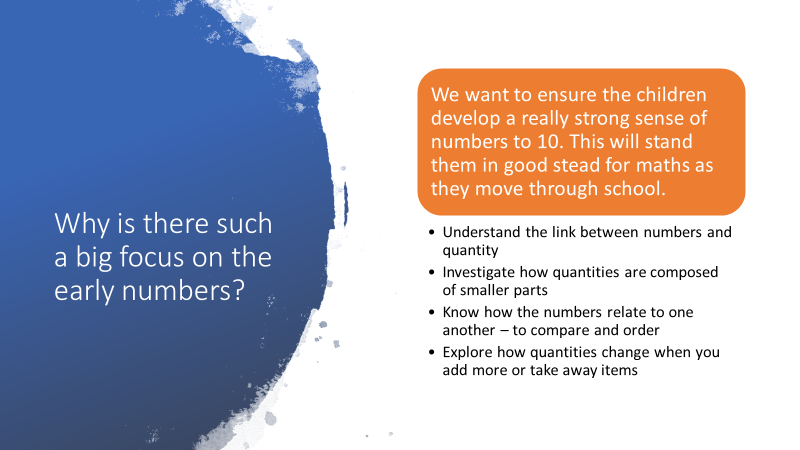 Why is there such
a big focus on the
early numbers?
We want to ensure the children
develop a really strong sense of
numbers to 10. This will stand
them in good stead for maths as
they move through school.
• Understand the link between numbers and
quantity
• Investigate how quantities are composed
of smaller parts
• Know how the numbers relate to one
another – to compare and order
• Explore how quantities change when you
add more or take away items